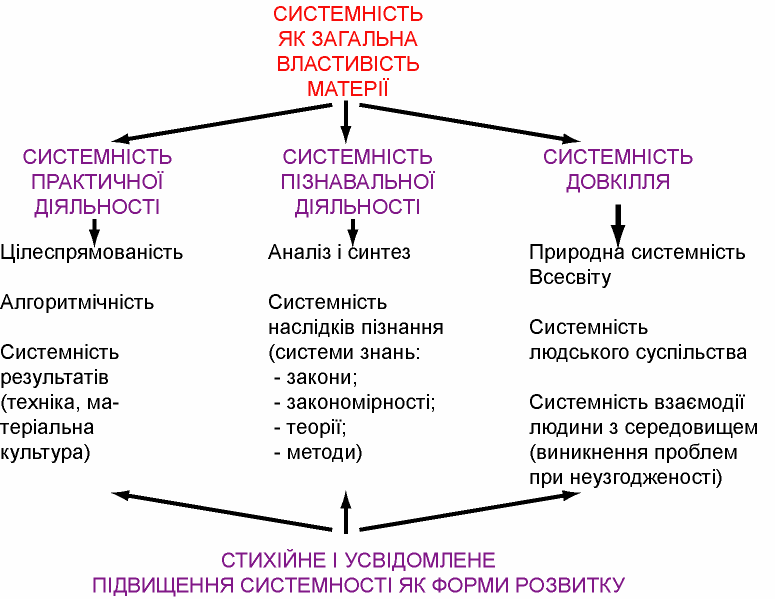 СИСТЕМНІСТЬ
ЯК ЗАГАЛЬНА
ВЛАСТИВІСТЬ
МАТЕРІЇ
СИСТЕМНІСТЬ
ПРАКТИЧНОЇ
ДІЯЛЬНОСТІ
Цілеспрямованість
Алгоритмічність
Системність
результатів
(техніка, ма-
теріальна
культура)
СИСТЕМНІСТЬ
ПІЗНАВАЛЬНОЇ
ДІЯЛЬНОСТІ
Аналіз і синтез
Системність
наслідків пізнання
(системи знань:
- закони;
- закономірності;
- теорії;
- методи)
СИСТЕМНІСТЬ
ДОВКІЛЛЯ
Природна системність
Всесвіту
Системність
людського суспільства
Системність взаємодії
людини з середовищем
(виникнення проблем
при неузгодженості)
СТИХІЙНЕ І УСВІДОМЛЕНЕ
ПІДВИЩЕННЯ СИСТЕМНОСТІ ЯК ФОРМИ РОЗВИТКУ